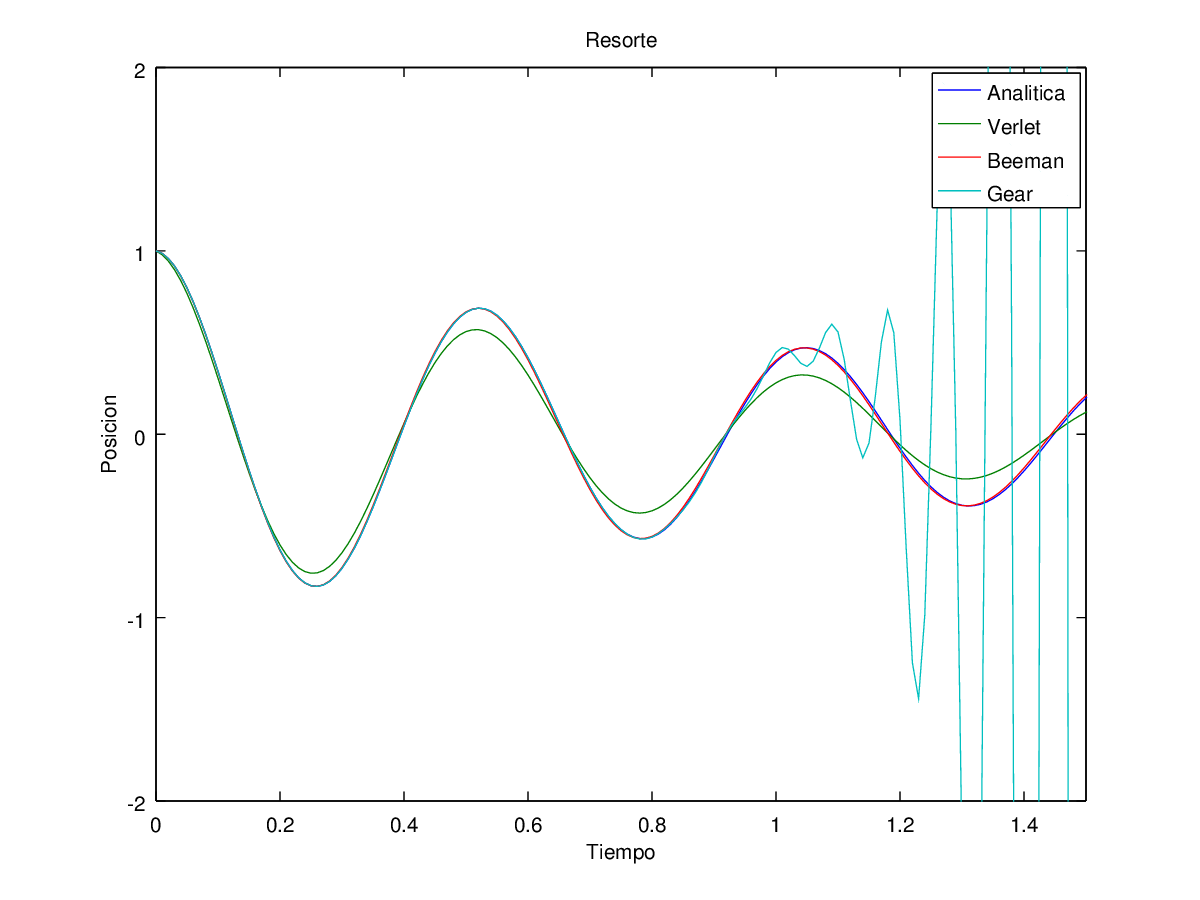 Resorte
Analitica
Verlet
Beeman
Gear
2
1
0
-1
-2
Posicion
0
0.2
0.4
0.6
0.8
1
1.2
1.4
Tiempo